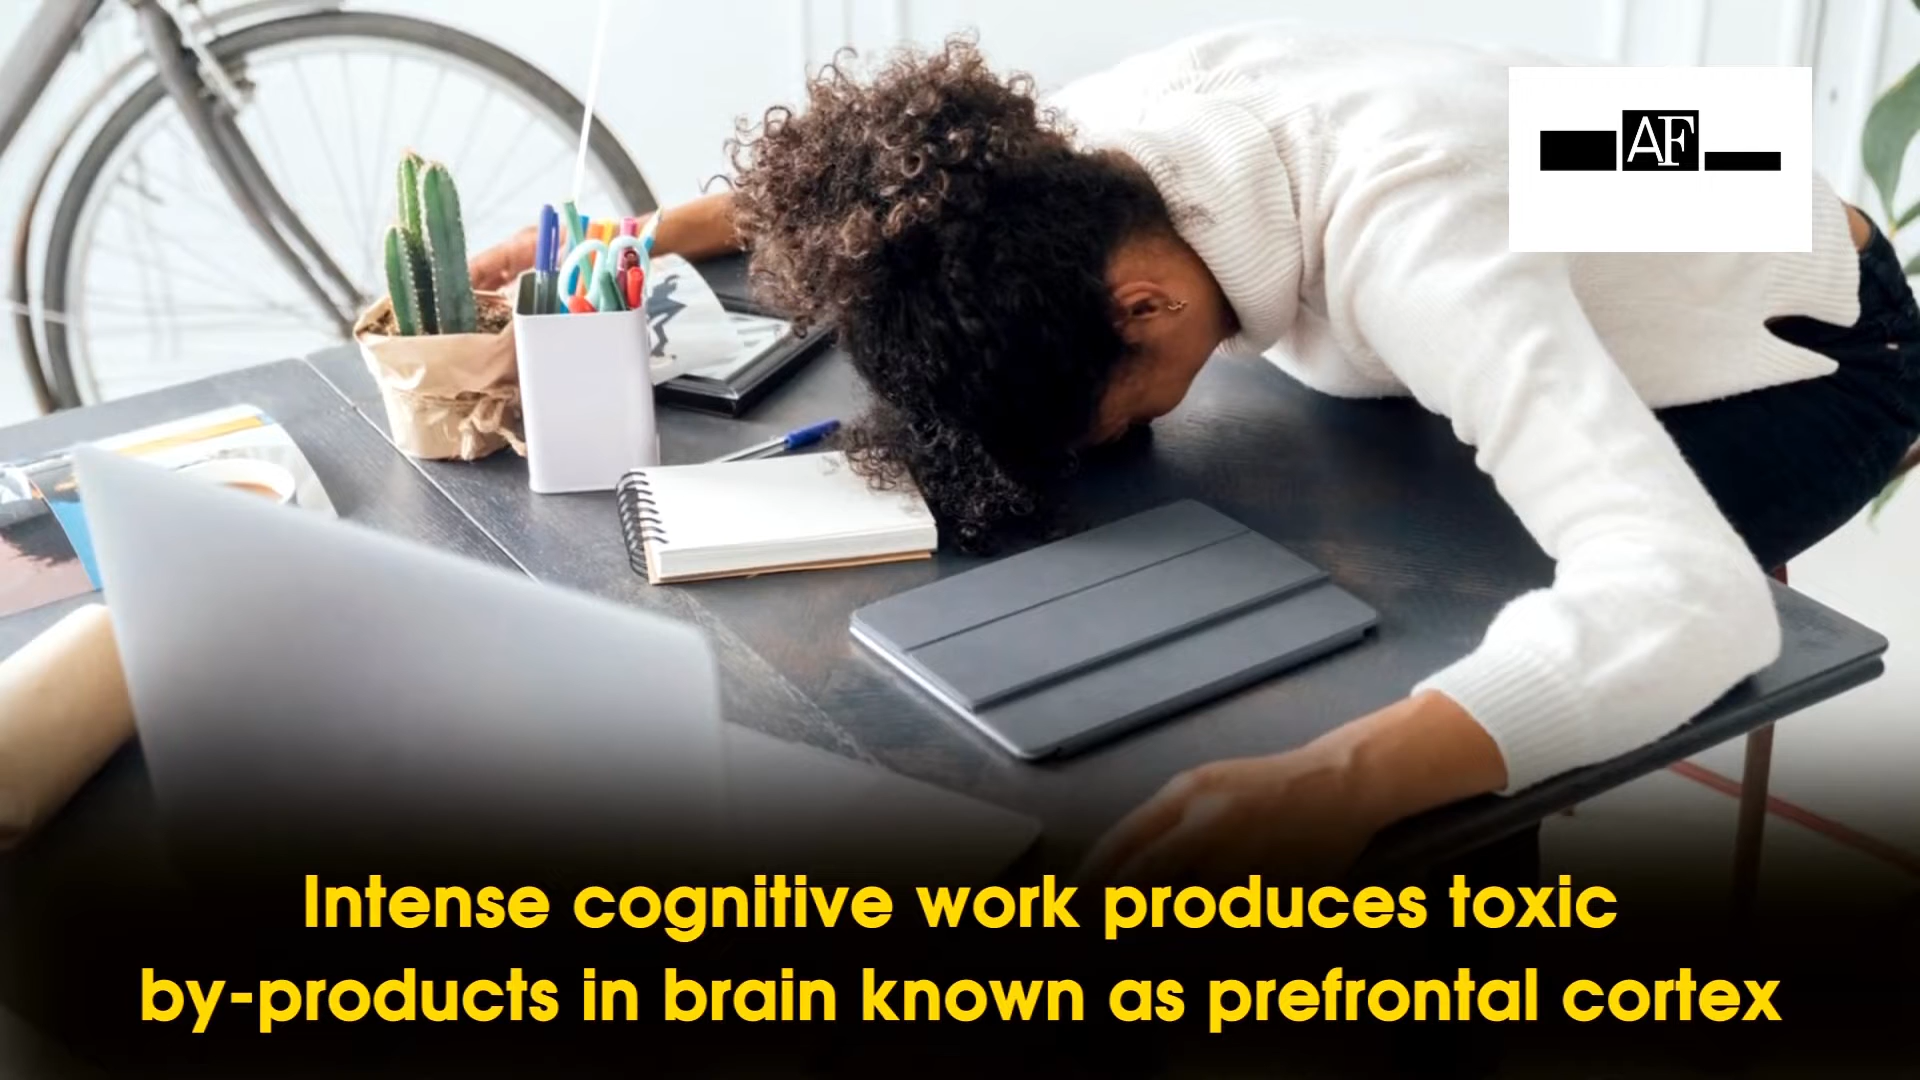 AF
Intense cognitive work produces toxic
by-products in brain known as prefrontal cortex